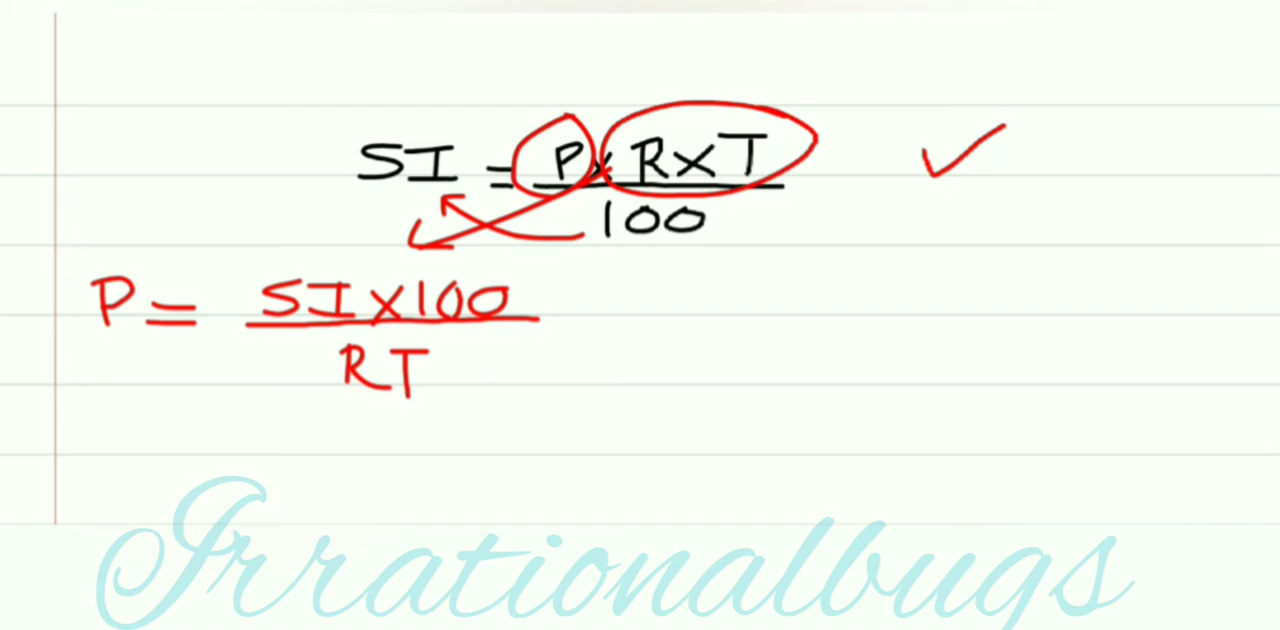 SI = P × R × T
100
P = SI × 100
RT
Irrationalbugs